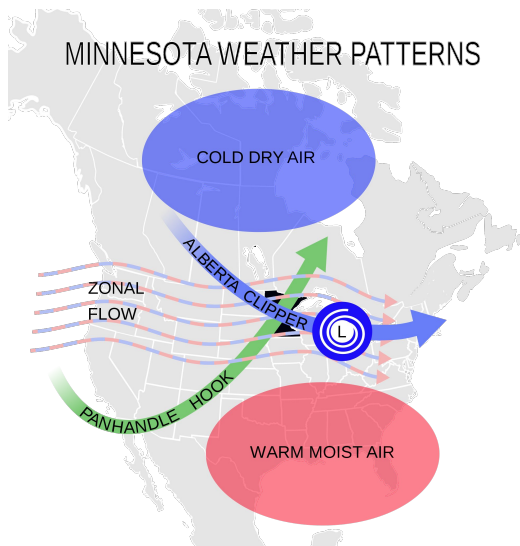 MINNESOTA WEATHER PATTERNS
COLD DRY AIR
ALBERTA CLIPPER
ZONAL
FLOW
L
PANHANDLE HOOK
WARM MOIST AIR